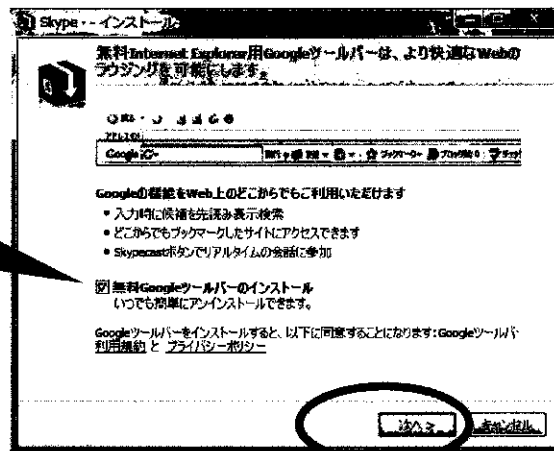 Skype - インストール
無料Internet Explorer用Googleツールバーは、より快適なWebの
ラウジングを可能にします。
Google
Googleの機能をWeb上のどこからでもご利用いただけます
• 入力時に候補を先読み表示検索
• どこからでもブックマークしたサイトにアクセスできます
• Skypecastボタンでリアルタイムの会話に参加
無料Googleツールバーのインストール
いつでも簡単にアンインストールできます。
Googleツールバーをインストールすると、以下に同意することになります:Googleツールバ
利用規約 と プライバシーポリシー
次へ >
キャンセル